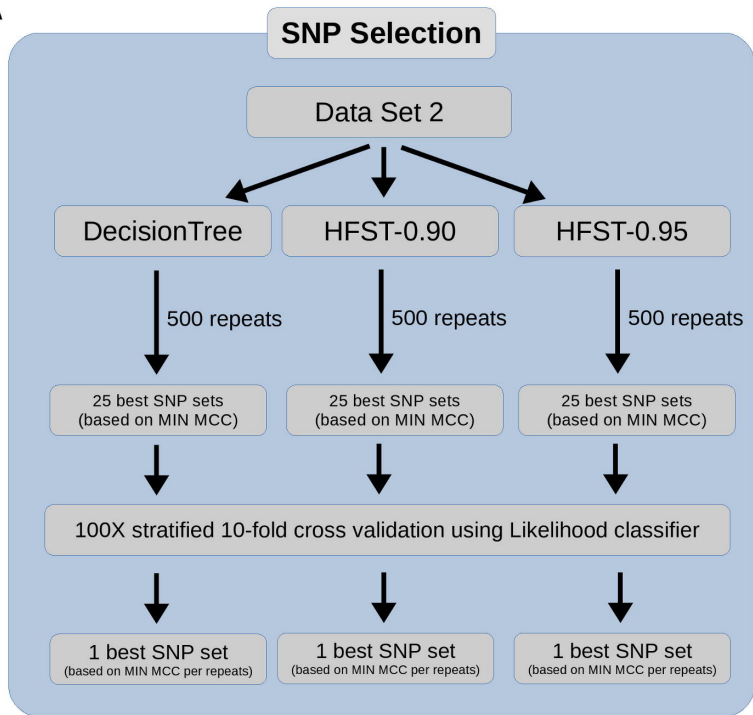 SNP Selection
Data Set 2
DecisionTree
HFST-0.90
HFST-0.95
500 repeats
500 repeats
500 repeats
25 best SNP sets
(based on MIN MCC)
25 best SNP sets
(based on MIN MCC)
25 best SNP sets
(based on MIN MCC)
100X stratified 10-fold cross validation using Likelihood classifier
1 best SNP set
(based on MIN MCC per repeats)
1 best SNP set
(based on MIN MCC per repeats)
1 best SNP set
(based on MIN MCC per repeats)